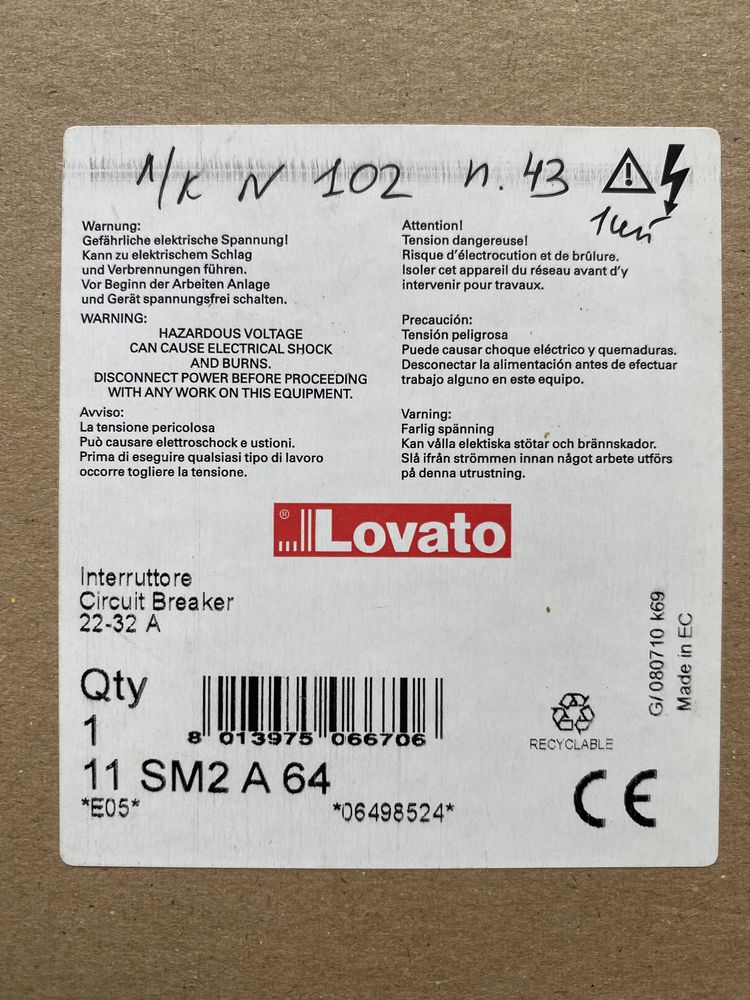 1/K N 102 п. 43
1шт
Warnung:
Gefährliche elektrische Spannung!
Kann zu elektrischem Schlag
und Verbrennungen führen.
Vor Beginn der Arbeiten Anlage
und Gerät spannungsfrei schalten.
WARNING:
HAZARDOUS VOLTAGE
CAN CAUSE ELECTRICAL SHOCK
AND BURNS.
DISCONNECT POWER BEFORE PROCEEDING
WITH ANY WORK ON THIS EQUIPMENT.
Avviso:
La tensione pericolosa
Può causare elettroschock e ustioni.
Prima di eseguire qualsiasi tipo di lavoro
occorre togliere la tensione.
Attention!
Tension dangereuse!
Risque d'électrocution et de brûlure.
Isoler cet appareil du réseau avant d'y
intervenir pour travaux.
Precaución:
Tensión peligrosa
Puede causar choque eléctrico y quemaduras.
Desconectar la alimentación antes de efectuar
trabajo alguno en este equipo.
Varning:
Farlig spänning
Kan vålla elektiska stötar och brännskador.
Slå ifrån strömmen innan något arbete utförs
på denna utrustning.
® Lovato
Interruttore
Circuit Breaker
22-32 A
Qty
1
8 013975 066706
11 SM2 A 64
*E05* *06498524*
RECYCLABLE
CE
G/ 080710 k69
Made in EC